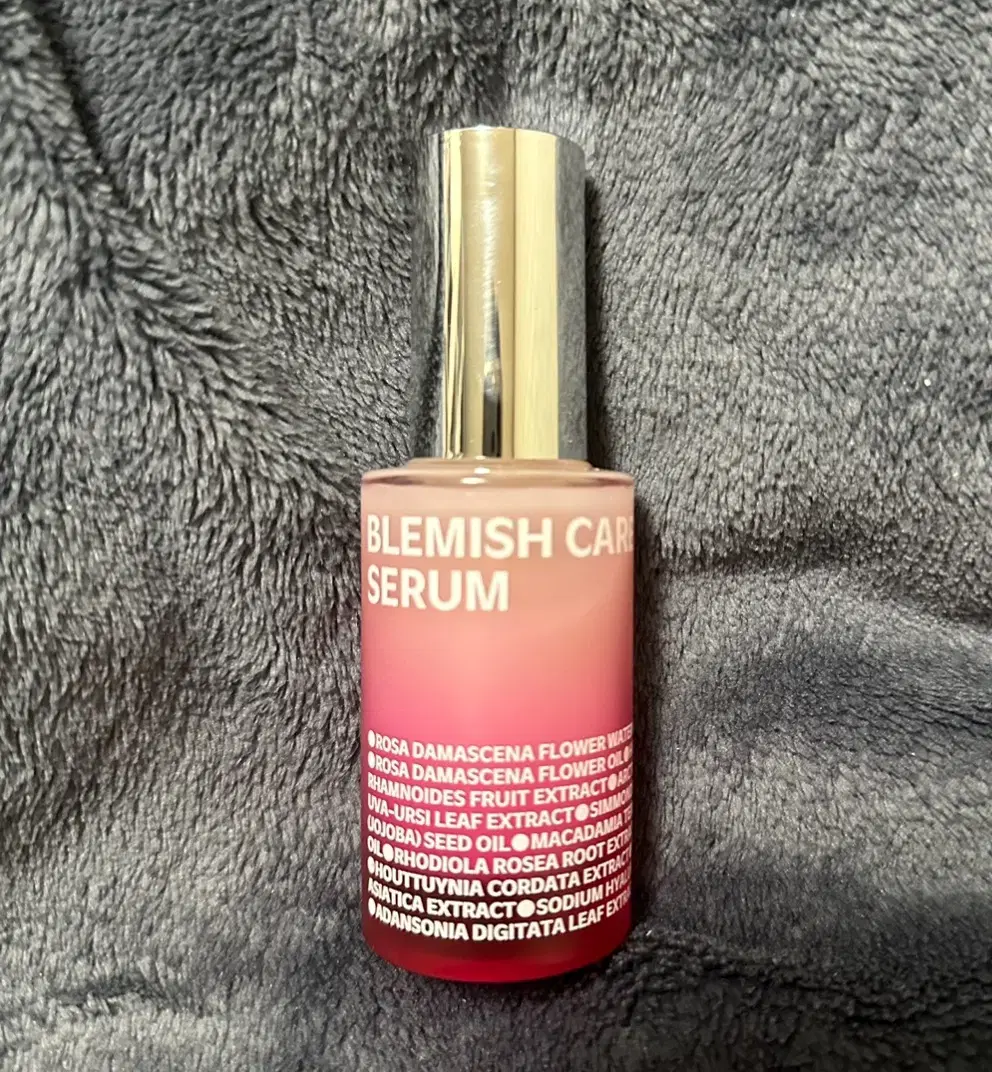 BLEMISH CARE
SERUM
●ROSA DAMASCENA FLOWER WATER
●ROSA DAMASCENA FLOWER OIL●
RHAMNOIDES FRUIT EXTRACT●
UVA-URSI LEAF EXTRACT●
(JOJOBA) SEED OIL●MACADAMIA
OIL●RHODIOLA ROSEA ROOT
●HOUTTUYNIA CORDATA EXTRACT
ASIATICA EXTRACT●SODIUM
●ADANSONIA DIGITATA LEAF